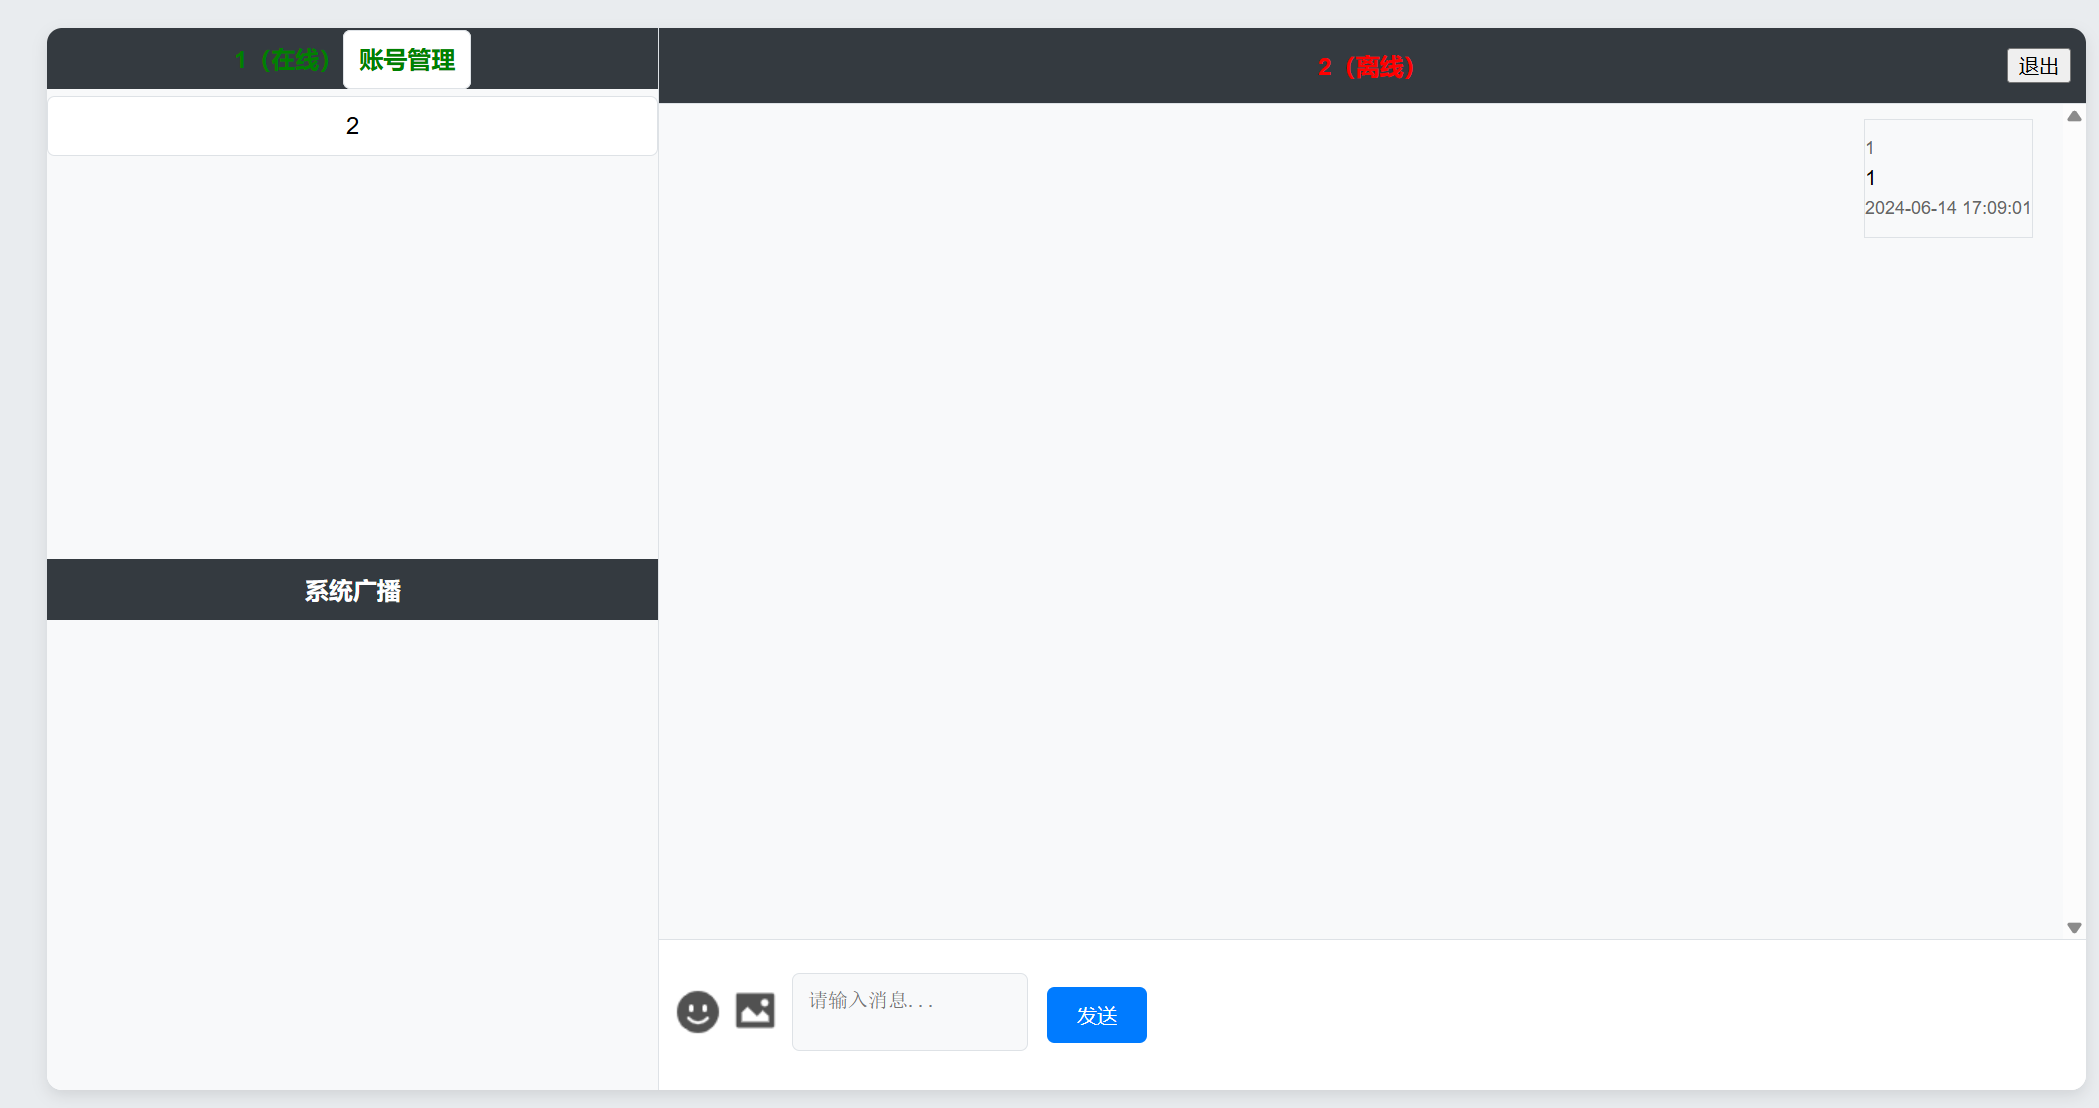 1（在线） 账号管理
2
系统广播
2（离线）
退出
1
1
2024-06-14 17:09:01
请输入消息...
发送